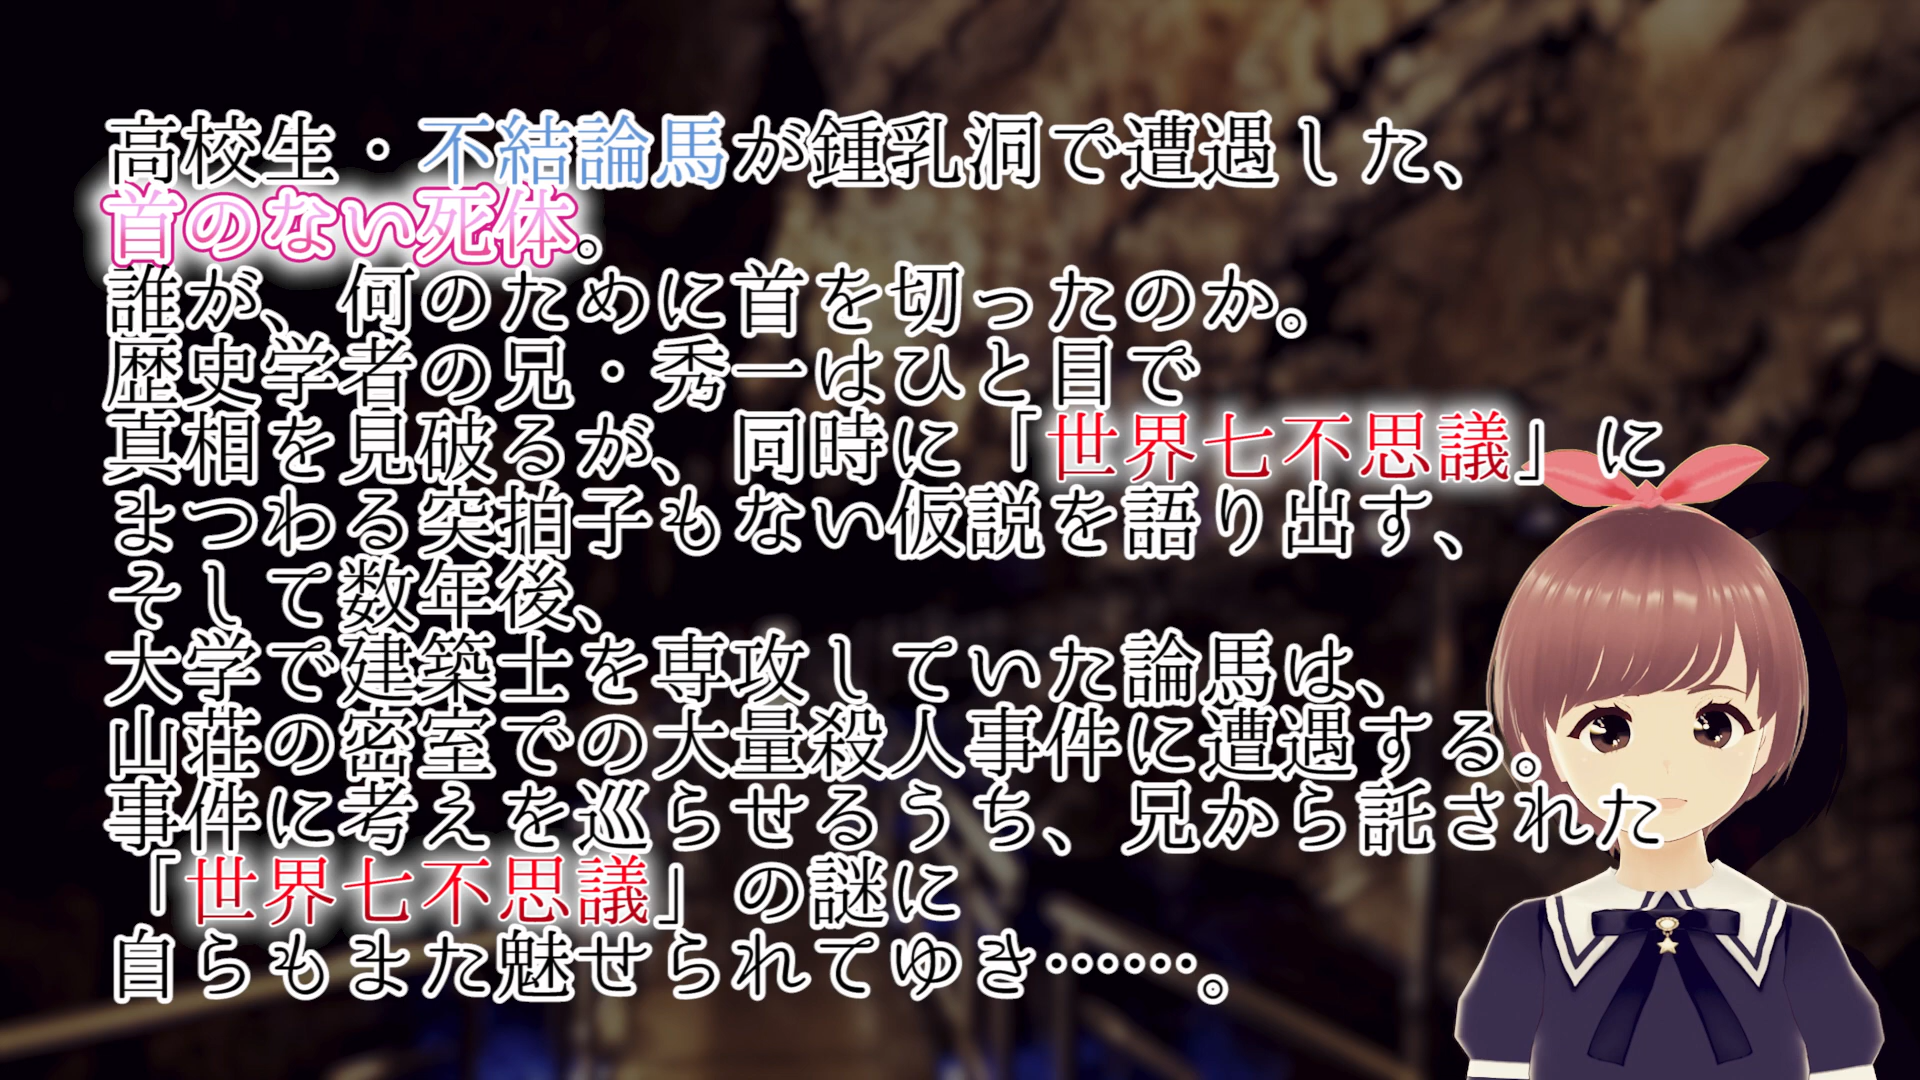 高校生・不結論馬が鍾乳洞で遭遇した、
首のない死体。
誰が、何のために首を切ったのか。
歴史学者の兄・秀一はひと目で
真相を見破るが、同時に「世界七不思議」に
まつわる突拍子もない仮説を語り出す、
そして数年後、
大学で建築士を専攻していた論馬は、
山荘の密室での大量殺人事件に遭遇する。
事件に考えを巡らせるうち、兄から託された
「世界七不思議」の謎に
自らもまた魅せられてゆき……。